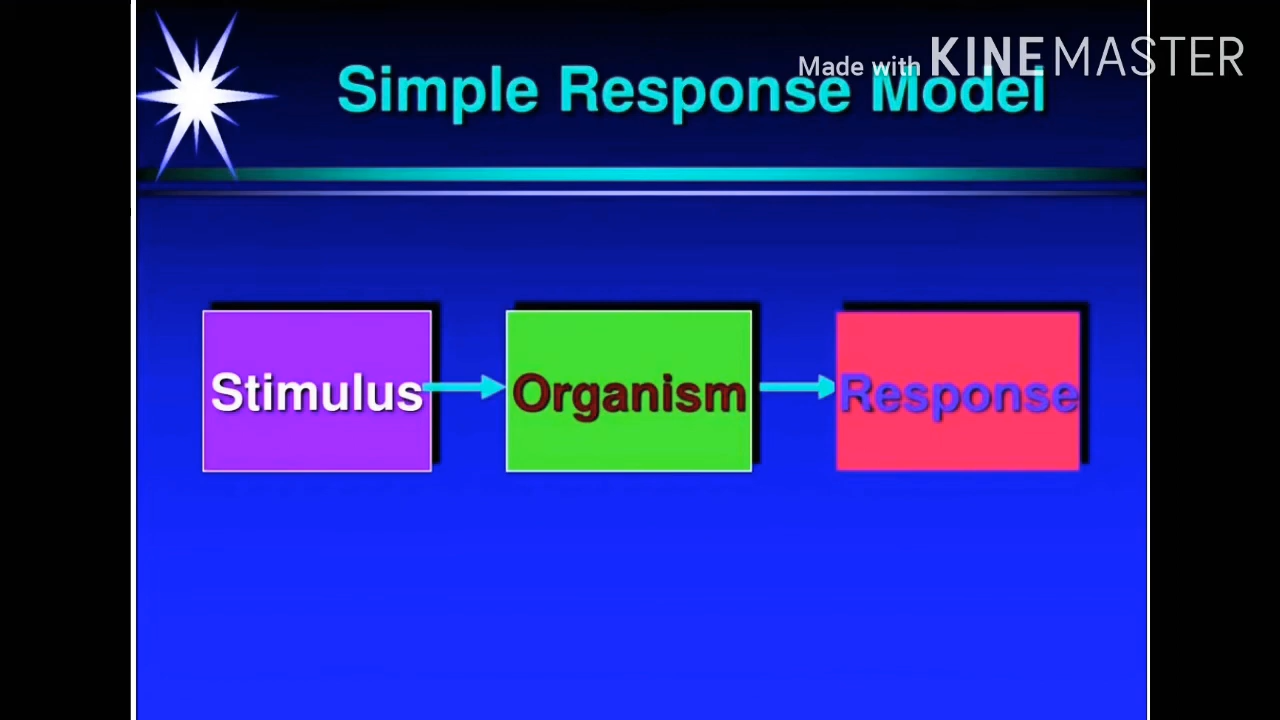 Made with KINEMASTER
Simple Response Model
Stimulus
Organism
Response